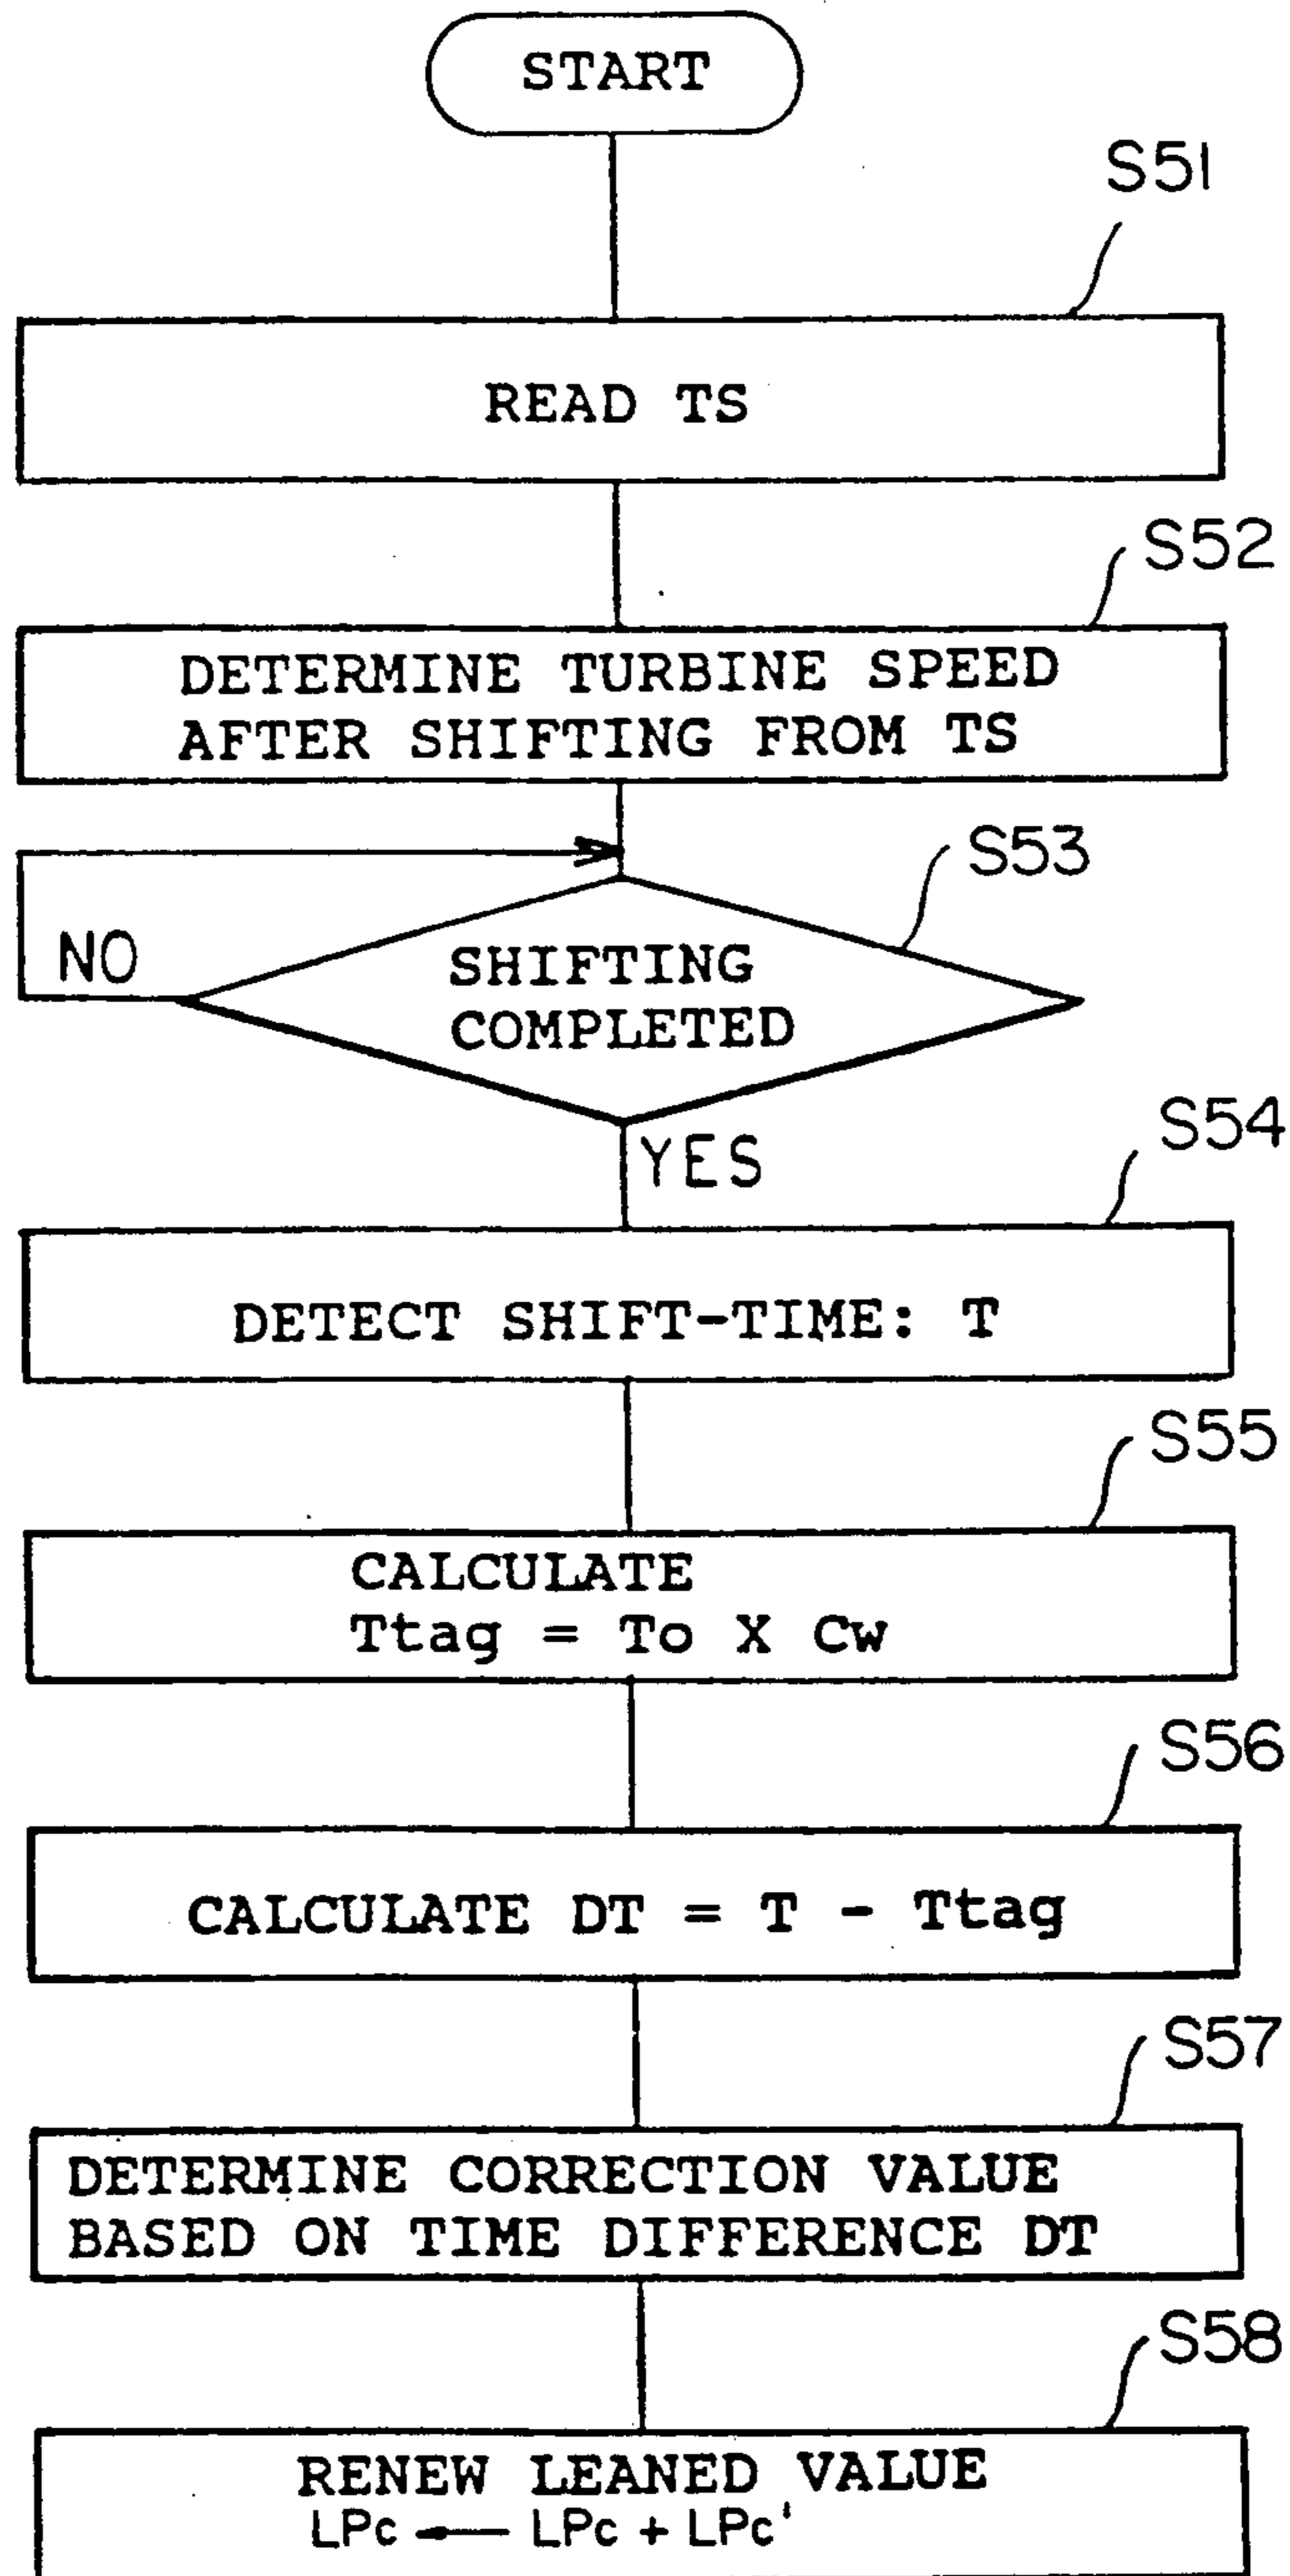 START
S51
READ TS
S52
DETERMINE TURBINE SPEED
AFTER SHIFTING FROM TS
S53
NO
SHIFTING
COMPLETED
YES
S54
DETECT SHIFT-TIME: T
S55
CALCULATE
Ttag = To X Cw
S56
CALCULATE DT = T - Ttag
S57
DETERMINE CORRECTION VALUE
BASED ON TIME DIFFERENCE DT
S58
RENEW LEANED VALUE
LPc ← LPc + LPc'